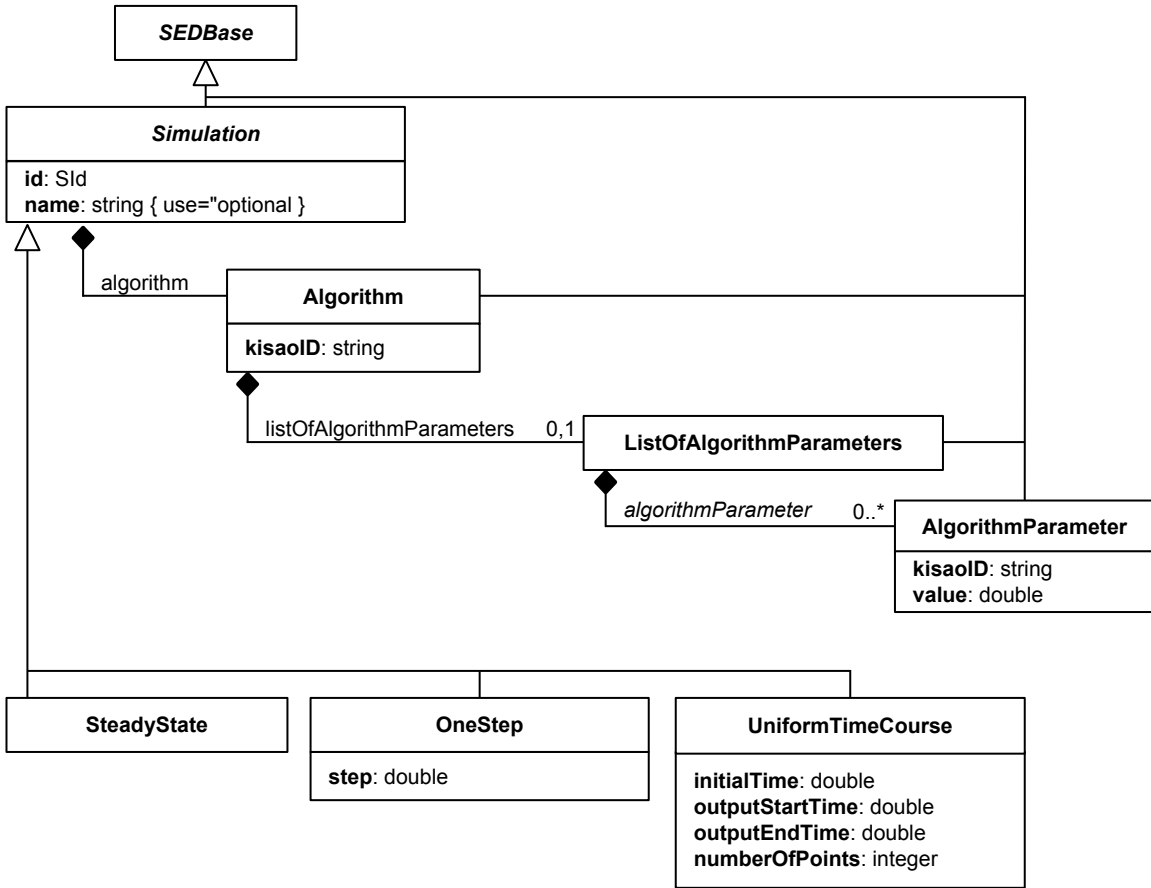 SEDBase
Simulation
id: SId
name: string { use="optional }
algorithm
Algorithm
kisaoID: string
listOfAlgorithmParameters 0,1
ListOfAlgorithmParameters
algorithmParameter 0..*
AlgorithmParameter
kisaoID: string
value: double
SteadyState
OneStep
step: double
UniformTimeCourse
initialTime: double
outputStartTime: double
outputEndTime: double
numberOfPoints: integer